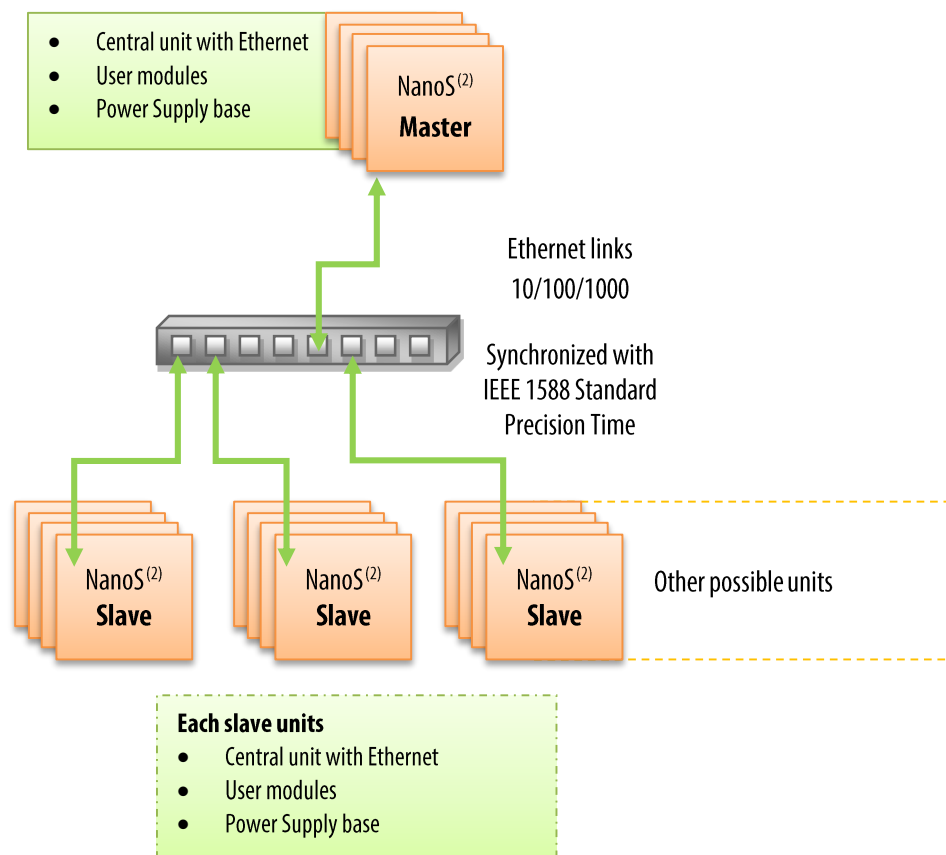 • Central unit with Ethernet
• User modules
• Power Supply base
NanoS(2)
Master
Ethernet links
10/100/1000
Synchronized with
IEEE 1588 Standard
Precision Time
NanoS(2)
Slave
NanoS(2)
Slave
NanoS(2)
Slave
Other possible units
Each slave units
• Central unit with Ethernet
• User modules
• Power Supply base